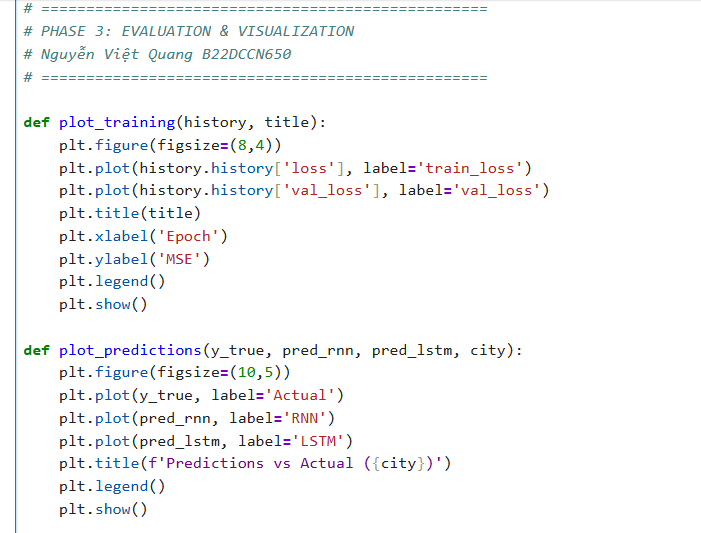 # ==================================================
# PHASE 3: EVALUATION & VISUALIZATION
# Nguyễn Việt Quang B22DCCN650
# ==================================================

def plot_training(history, title):
    plt.figure(figsize=(8,4))
    plt.plot(history.history['loss'], label='train_loss')
    plt.plot(history.history['val_loss'], label='val_loss')
    plt.title(title)
    plt.xlabel('Epoch')
    plt.ylabel('MSE')
    plt.legend()
    plt.show()

def plot_predictions(y_true, pred_rnn, pred_lstm, city):
    plt.figure(figsize=(10,5))
    plt.plot(y_true, label='Actual')
    plt.plot(pred_rnn, label='RNN')
    plt.plot(pred_lstm, label='LSTM')
    plt.title(f'Predictions vs Actual ({city})')
    plt.legend()
    plt.show()